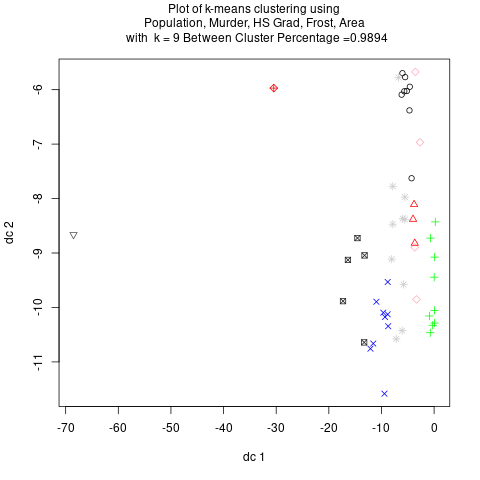 Plot of k-means clustering using
Population, Murder, HS Grad, Frost, Area
with  k = 9 Between Cluster Percentage =0.9894
dc 2
-6
-7
-8
-9
-10
-11
-70
-60
-50
-40
-30
-20
-10
0
dc 1